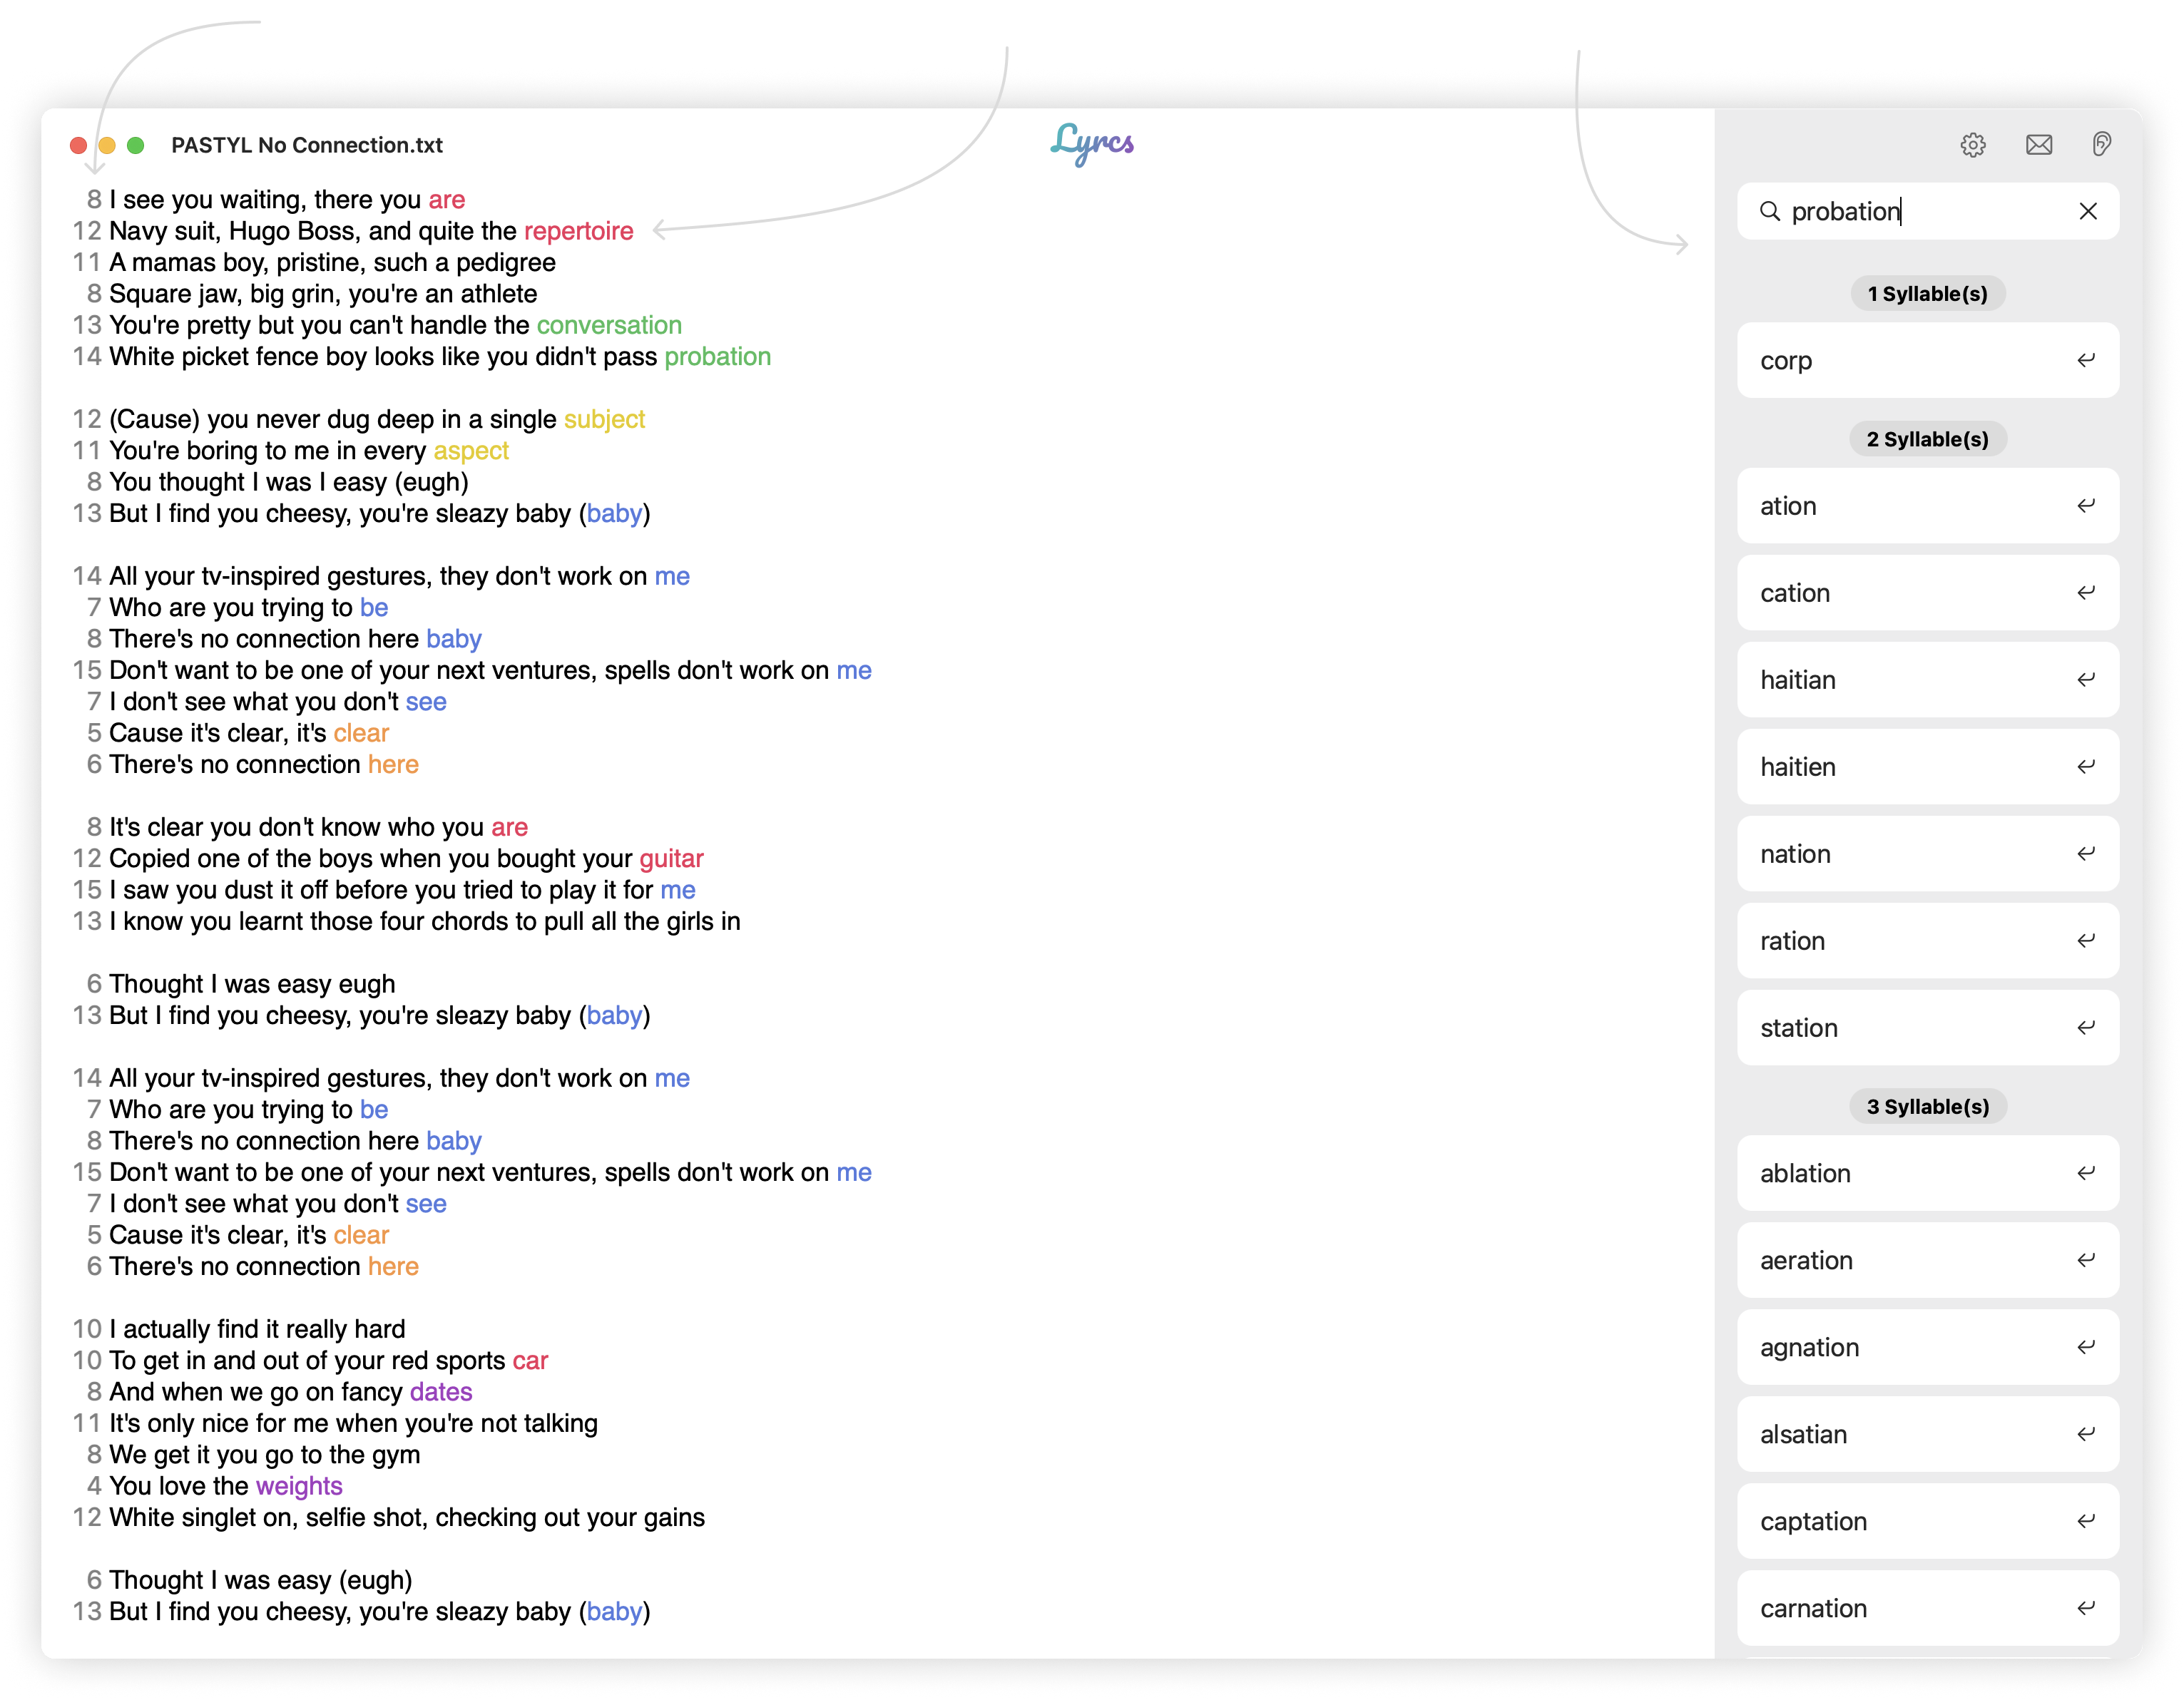 PASTYL No Connection.txt
Lyrcs
8 I see you waiting, there you are
12 Navy suit, Hugo Boss, and quite the repertoire
11 A mamas boy, pristine, such a pedigree
8 Square jaw, big grin, you're an athlete
13 You're pretty but you can't handle the conversation
14 White picket fence boy looks like you didn't pass probation
12 (Cause) you never dug deep in a single subject
11 You're boring to me in every aspect
8 You thought I was I easy (eugh)
13 But I find you cheesy, you're sleazy baby (baby)
14 All your tv-inspired gestures, they don't work on me
7 Who are you trying to be
8 There's no connection here baby
15 Don't want to be one of your next ventures, spells don't work on me
7 I don't see what you don't see
5 Cause it's clear, it's clear
6 There's no connection here
8 It's clear you don't know who you are
12 Copied one of the boys when you bought your guitar
15 I saw you dust it off before you tried to play it for me
13 I know you learnt those four chords to pull all the girls in
6 Thought I was easy eugh
13 But I find you cheesy, you're sleazy baby (baby)
14 All your tv-inspired gestures, they don't work on me
7 Who are you trying to be
8 There's no connection here baby
15 Don't want to be one of your next ventures, spells don't work on me
7 I don't see what you don't see
5 Cause it's clear, it's clear
6 There's no connection here
10 I actually find it really hard
10 To get in and out of your red sports car
8 And when we go on fancy dates
11 It's only nice for me when you're not talking
8 We get it you go to the gym
4 You love the weights
12 White singlet on, selfie shot, checking out your gains
6 Thought I was easy (eugh)
13 But I find you cheesy, you're sleazy baby (baby)
probation
1 Syllable(s)
corp
2 Syllable(s)
ation
cation
haitian
haitien
nation
ration
station
3 Syllable(s)
ablation
aeration
agnation
alsatian
captation
carnation